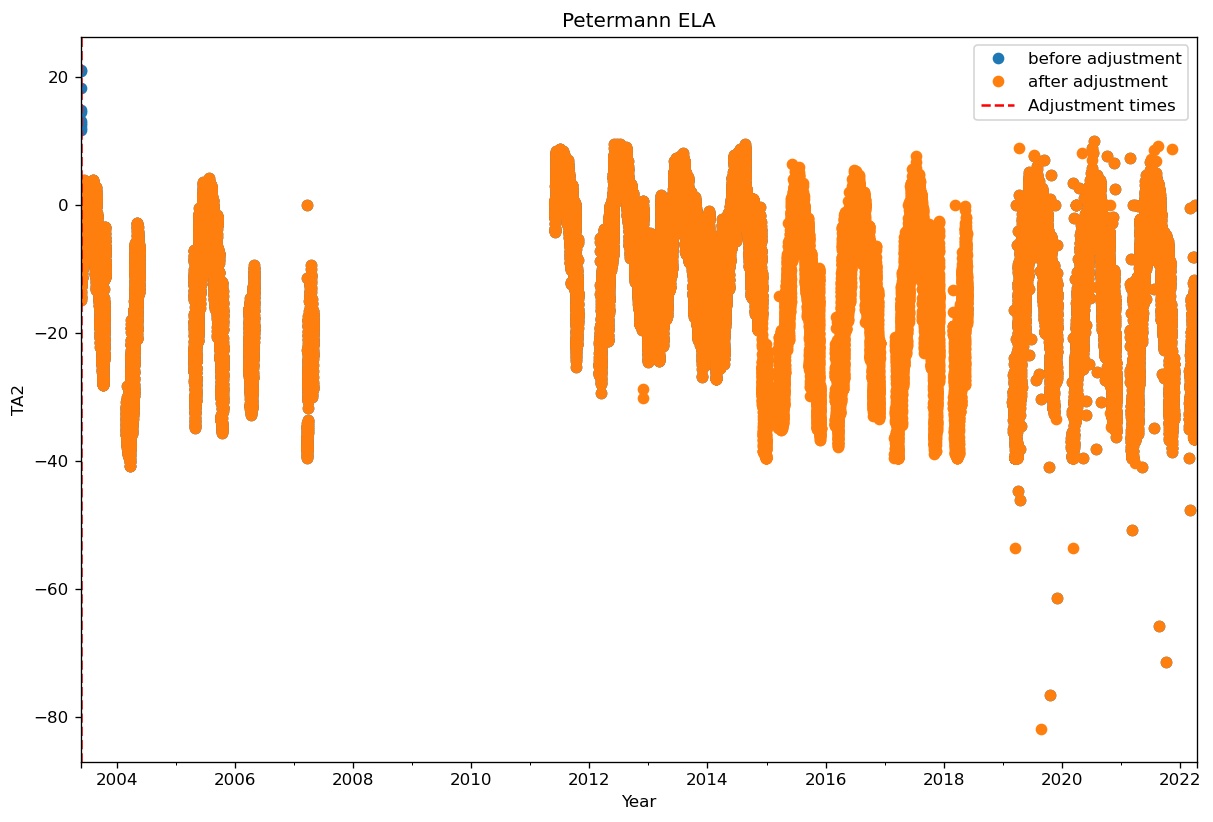 Petermann ELA
before adjustment
after adjustment
Adjustment times
TA2
20
0
−20
−40
−60
−80
2004 2006 2008 2010 2012 2014 2016 2018 2020 2022
Year